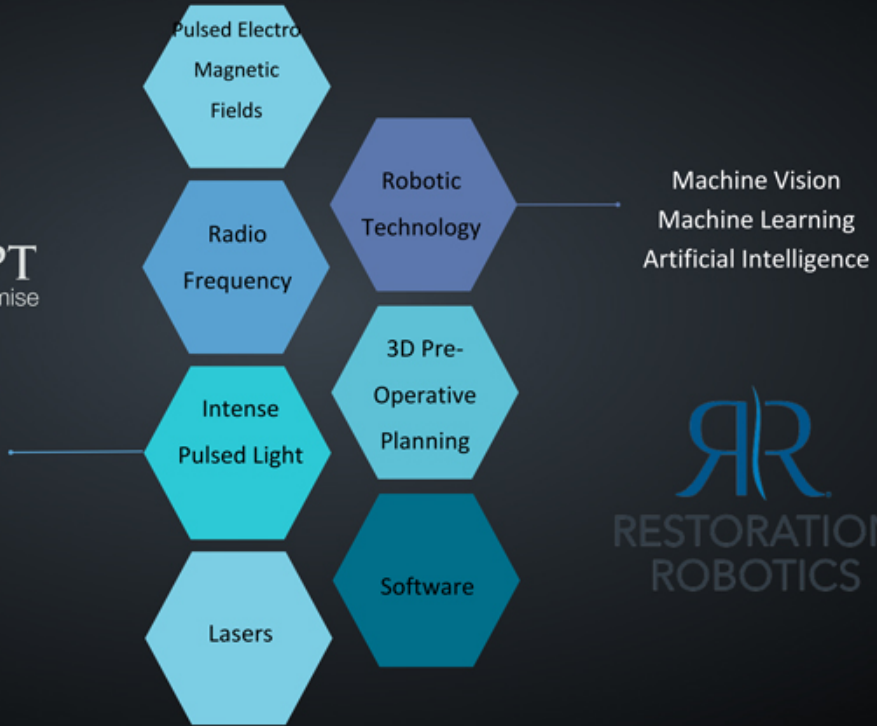 Pulsed Electro
Magnetic
Fields
Radio
Frequency
Intense
Pulsed Light
Lasers
Robotic
Technology
3D Pre-
Operative
Planning
Software
Machine Vision
Machine Learning
Artificial Intelligence
RESTORATION
ROBOTICS